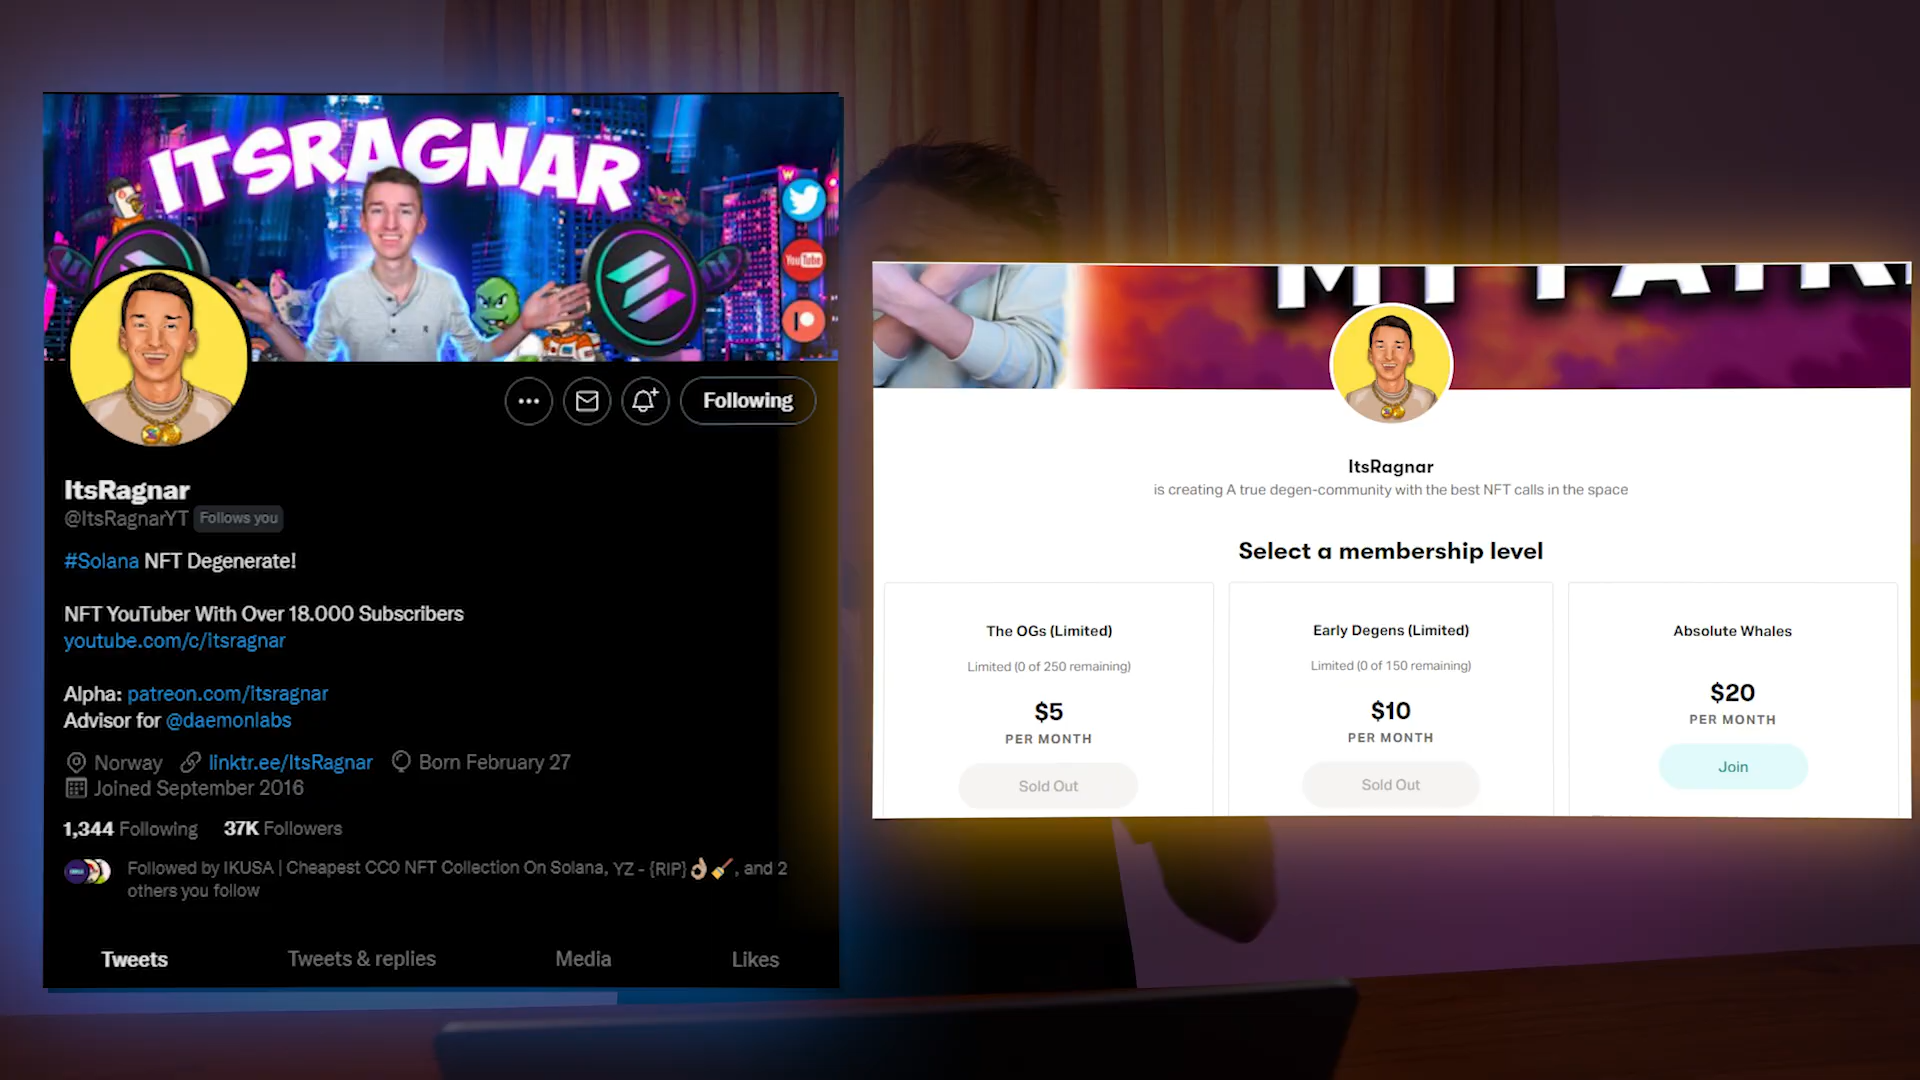 ITSRAGNAR
W
You Tube
Following
ItsRagnar
@ItsRagnarYT Follows you
#Solana NFT Degenerate!
NFT YouTuber With Over 18.000 Subscribers
youtube.com/c/itsragnar
Alpha: patreon.com/itsragnar
Advisor for @daemonlabs
Norway linktr.ee/ItsRagnar Born February 27
Joined September 2016
1,344 Following 37K Followers
Followed by IKUSA | Cheapest CC0 NFT Collection On Solana, YZ - {RIP}👌🏼🧹, and 2
others you follow
Tweets Tweets & replies Media Likes
MY PATR
ItsRagnar
is creating A true degen-community with the best NFT calls in the space
Select a membership level
The OGs (Limited)
Limited (0 of 250 remaining)
$5
PER MONTH
Sold Out
Early Degens (Limited)
Limited (0 of 150 remaining)
$10
PER MONTH
Sold Out
Absolute Whales
$20
PER MONTH
Join